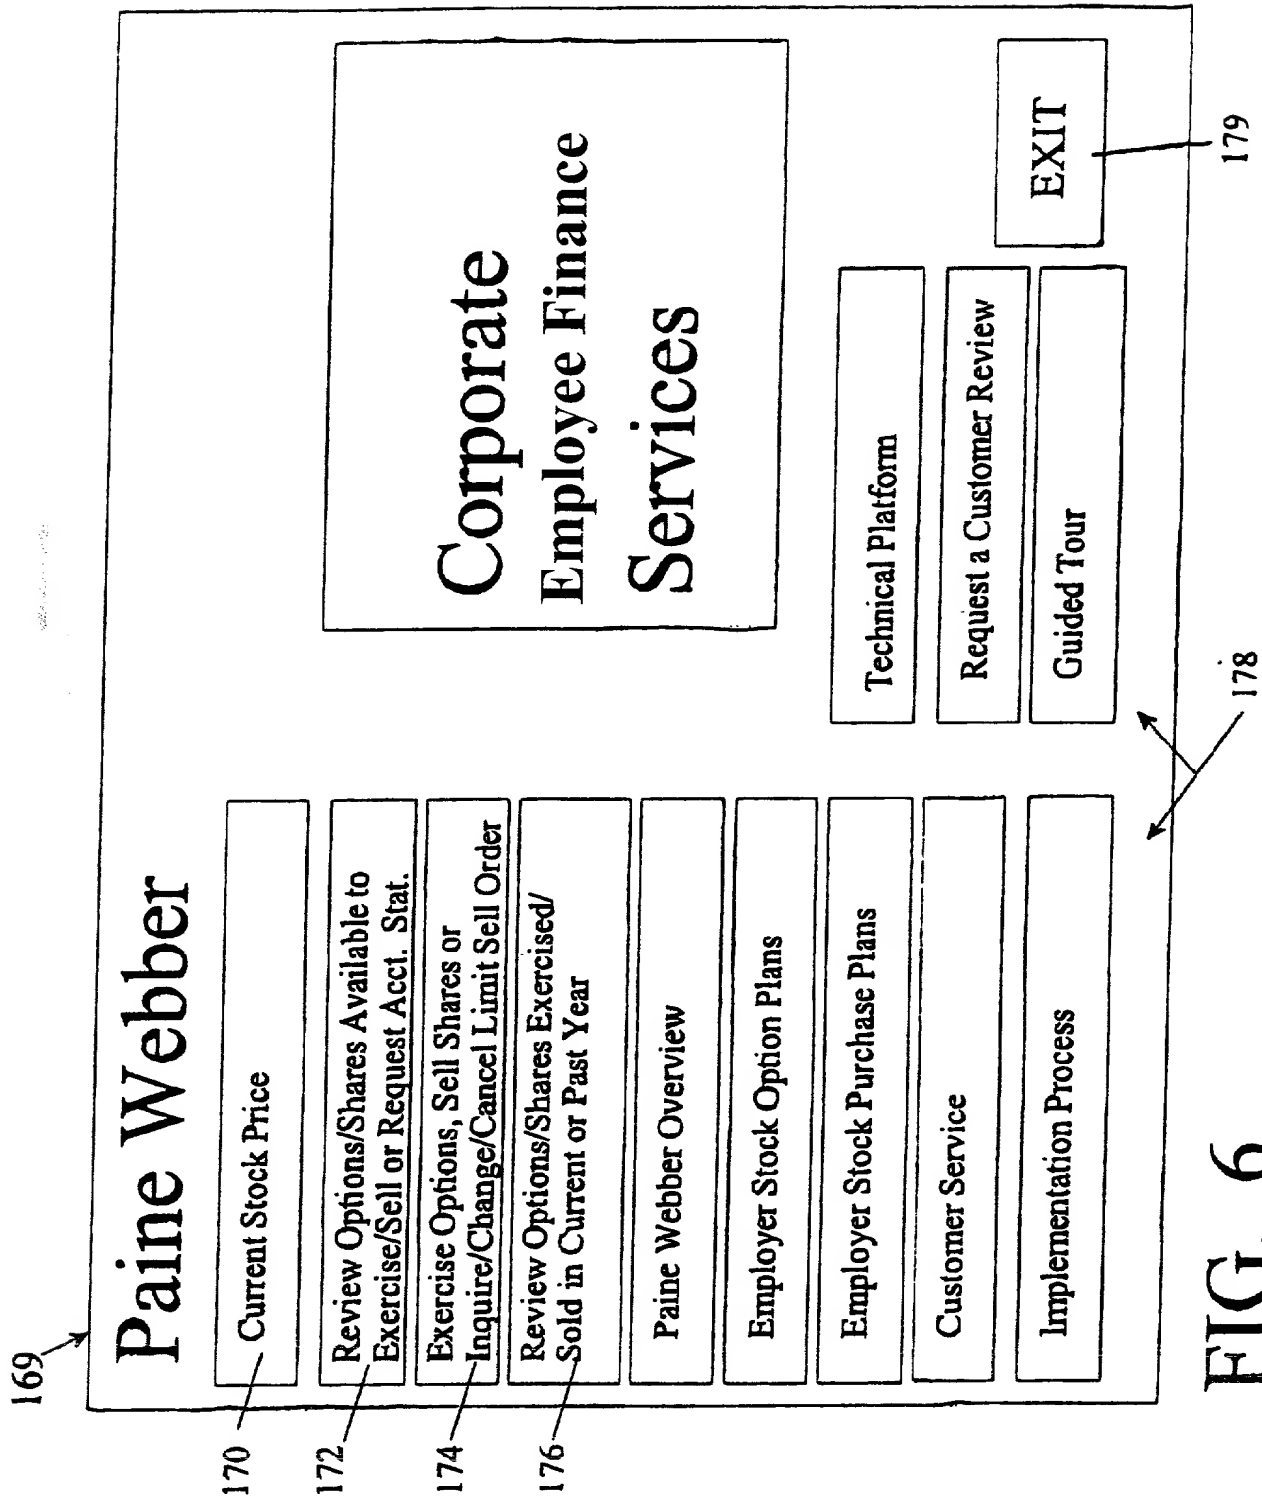 169
Paine Webber
170
Current Stock Price
172
Review Options/Shares Available to
Exercise/Sell or Request Acct. Stat.
174
Exercise Options, Sell Shares or
Inquire/Change/Cancel Limit Sell Order
176
Review Options/Shares Exercised/
Sold in Current or Past Year
Paine Webber Overview
Employer Stock Option Plans
Employer Stock Purchase Plans
Customer Service
Implementation Process
Corporate
Employee Finance
Services
Technical Platform
Request a Customer Review
Guided Tour
EXIT
178
179
FIG. 6